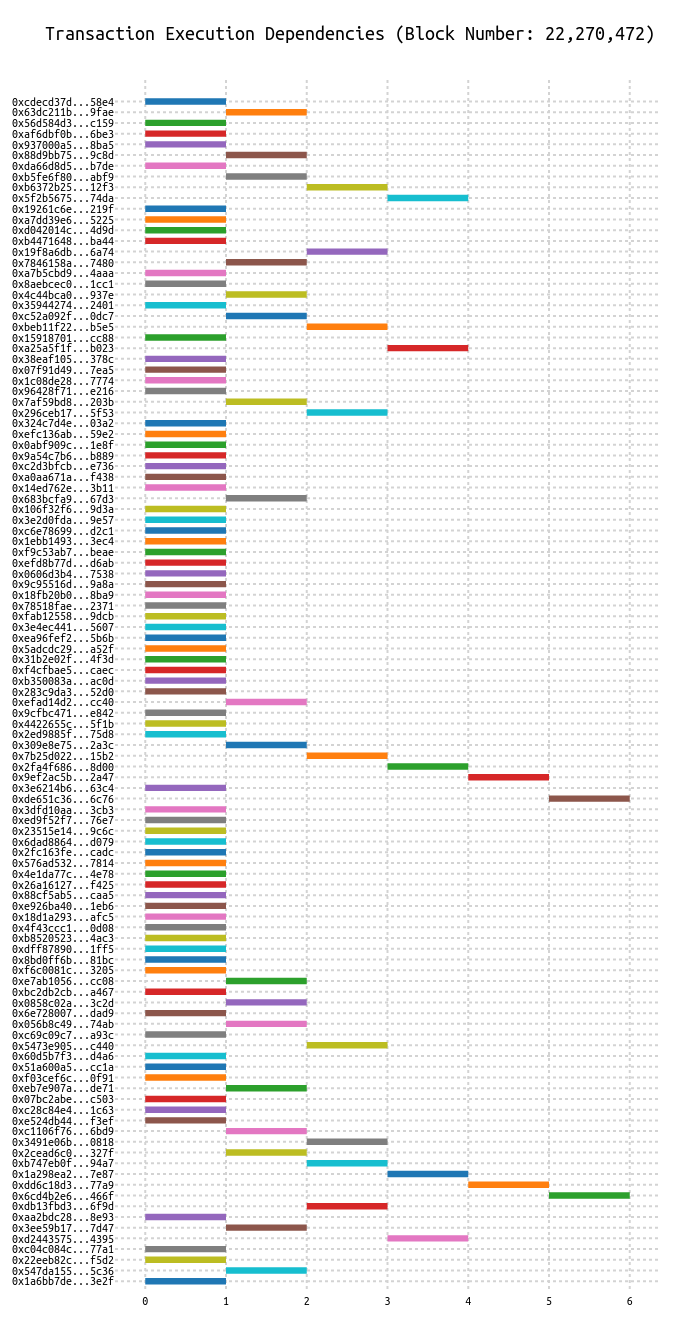 Transaction Execution Dependencies (Block Number: 22,270,472)
0xcdecd37d...58e4
0x63dc211b...9fae
0x56d584d3...c159
0xaf6dbf0b...6be3
0x937000a5...8ba5
0x88d9bb75...9c8d
0xda66d8d5...b7de
0xb5fe6f80...abf9
0xb6372b25...12f3
0x5f2b5675...74da
0x19261c6e...219f
0xa7dd39e6...5225
0xd042014c...4d9d
0xb4471648...ba44
0x19f8a6db...6a74
0x7846158a...7480
0xa7b5cbd9...4aaa
0x8aebcec0...1cc1
0x4c44bca0...937e
0x35944274...2401
0xc52a092f...0dc7
0xbeb11f22...b5e5
0x15918701...cc88
0xa25a5f1f...b023
0x38eaf105...378c
0x07f91d49...7ea5
0x1c08de28...7774
0x96428f71...e216
0x7af59bd8...203b
0x296ceb17...5f53
0x324c7d4e...03a2
0xefc136ab...59e2
0x0abf909c...1e8f
0x9a54c7b6...b889
0xc2d3bfcb...e736
0xa0aa671a...f438
0x14ed762e...3b11
0x683bcfa9...67d3
0x106f32f6...9d3a
0x3e2d0fda...9e57
0xc6e78699...d2c1
0x1ebb1493...3ec4
0xf9c53ab7...beae
0xefd8b77d...d6ab
0x0606d3b4...7538
0x9c95516d...9a8a
0x18fb20b0...8ba9
0x78518fae...2371
0xfab12558...9dcb
0x3e4ec441...5607
0xea96fef2...5b6b
0x5adcdc29...a52f
0x31b2e02f...4f3d
0xf4cfbae5...caec
0xb350083a...ac0d
0x283c9da3...52d0
0xefad14d2...cc40
0x9cfbc471...e842
0x4422655c...5f1b
0x2ed9885f...75d8
0x309e8e75...2a3c
0x7b25d022...15b2
0x2fa4f686...8d00
0x9ef2ac5b...2a47
0x3e6214b6...63c4
0xde651c36...6c76
0x3dfd10aa...3cb3
0xed9f52f7...76e7
0x23515e14...9c6c
0x6dad8864...d079
0x2fc163fe...cadc
0x576ad532...7814
0x4e1da77c...4e78
0x26a16127...f425
0x88cf5ab5...caa5
0xe926ba40...1eb6
0x18d1a293...afc5
0x4f43ccc1...0d08
0xb8520523...4ac3
0xdff87890...1ff5
0x8bd0ff6b...81bc
0xf6c0081c...3205
0xe7ab1056...cc08
0xbc2db2cb...a467
0x0858c02a...3c2d
0x6e728007...dad9
0x056b8c49...74ab
0xc69c09c7...a93c
0x5473e905...c440
0x60d5b7f3...d4a6
0x51a600a5...cc1a
0xf03cef6c...0f91
0xeb7e907a...de71
0x07bc2abe...c503
0xc28c84e4...1c63
0xe524db44...f3ef
0xc1106f76...6bd9
0x3491e06b...0818
0x2cead6c0...327f
0xb747eb0f...94a7
0x1a298ea2...7e87
0xdd6c18d3...77a9
0x6cd4b2e6...466f
0xdb13fbd3...6f9d
0xaa2bdc28...8e93
0x3ee59b17...7d47
0xd2443575...4395
0xc04c084c...77a1
0x22eeb82c...f5d2
0x547da155...5c36
0x1a6bb7de...3e2f
0 1 2 3 4 5 6